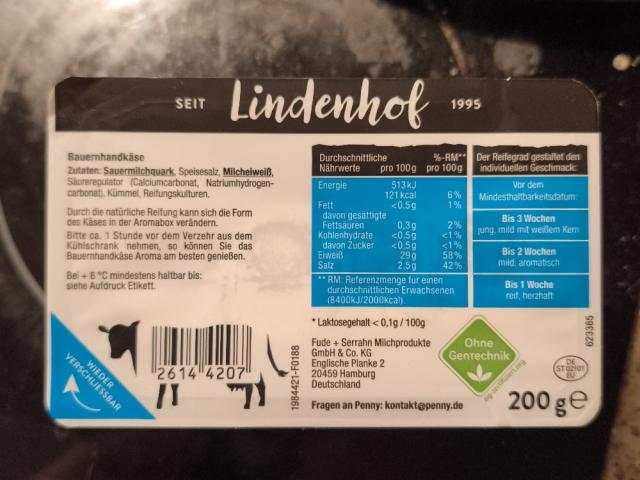 SEIT Lindenhof 1995
Bauernhandkäse
Zutaten: Sauermilchquark, Speisesalz, Milcheiweiß,
Säureregulator (Calciumcarbonat, Natriumhydrogen-
carbonat), Kümmel, Reifungskulturen.
Durch die natürliche Reifung kann sich die Form
des Käses in der Aromabox verändern.
Bitte ca. 1 Stunde vor dem Verzehr aus dem
Kühlschrank nehmen, so können Sie das
Bauernhandkäse Aroma am besten genießen.
Bei + 8 °C mindestens haltbar bis:
siehe Aufdruck Etikett.
WIEDER
VERSCHLIESSBAR
2614 4207
1984421-F0188
Durchschnittliche %-RM**
Nährwerte pro 100g pro 100g
Energie 513kJ
121kcal 6%
Fett <0,5g 1%
davon gesättigte
Fettsäuren 0,3g 2%
Kohlenhydrate <0,5g <1%
davon Zucker <0,5g <1%
Eiweiß 29g 58%
Salz 2,5g 42%
** RM: Referenzmenge für einen
durchschnittlichen Erwachsenen
(8400kJ/2000kcal).
Der Reifegrad gestaltet den
individuellen Geschmack:
Vor dem
Mindesthaltbarkeitsdatum:
Bis 3 Wochen
jung, mild mit weißem Kern
Bis 2 Wochen
mild, aromatisch
Bis 1 Woche
reif, herzhaft
* Laktosegehalt < 0,1g / 100g
Fude + Serrahn Milchprodukte
GmbH & Co. KG
Englische Planke 2
20459 Hamburg
Deutschland
Fragen an Penny: kontakt@penny.de
Ohne
GenTechnik
623385
DE
ST 02101
EU
200 g e